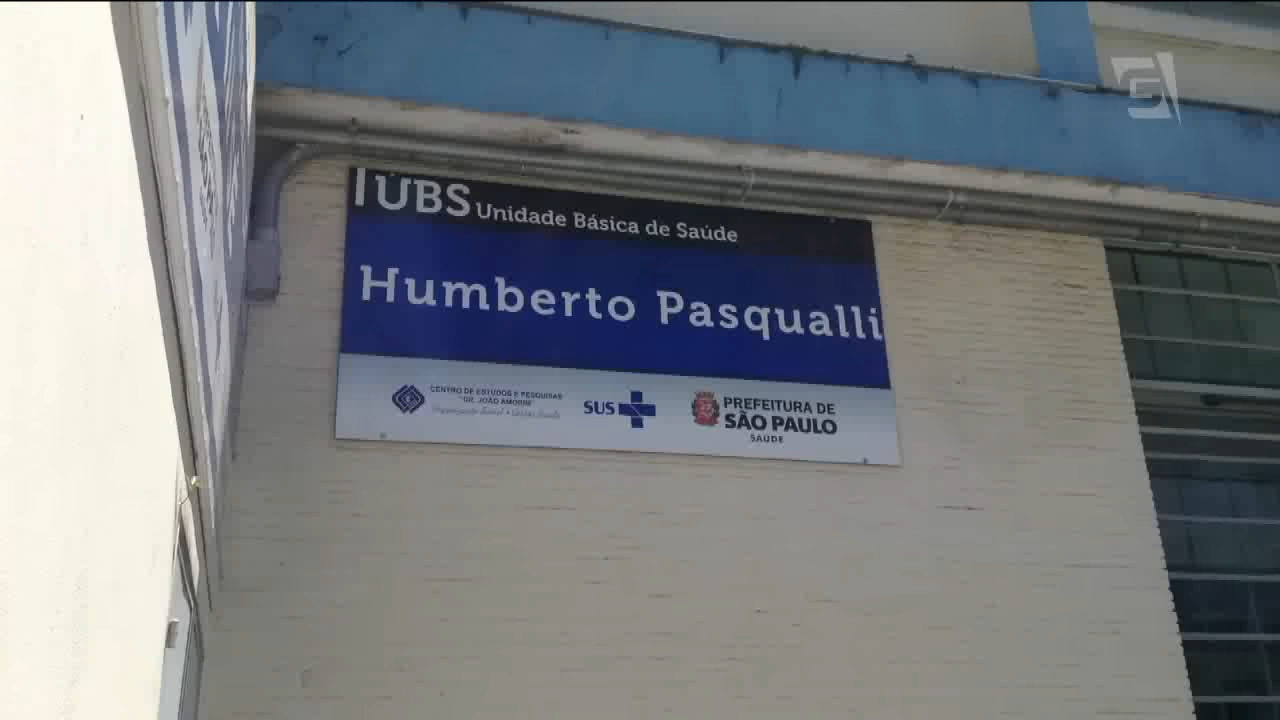 UBS Unidade Básica de Saúde
Humberto Pasqualli
CENTRO DE ESTUDOS E PESQUISAS
"DR. JOÃO AMORIM"
SUS
PREFEITURA DE
SÃO PAULO
SAÚDE